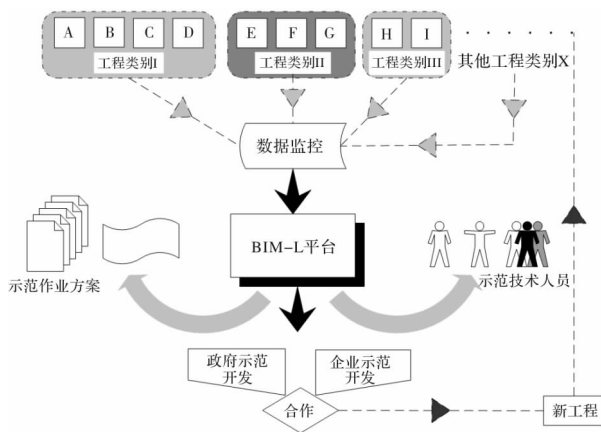 A B C D
工程类别I
E F G
工程类别II
H I
工程类别III
······
其他工程类别X
数据监控
BIM-L平台
示范作业方案
示范技术人员
政府示范
开发
企业示范
开发
合作
新工程